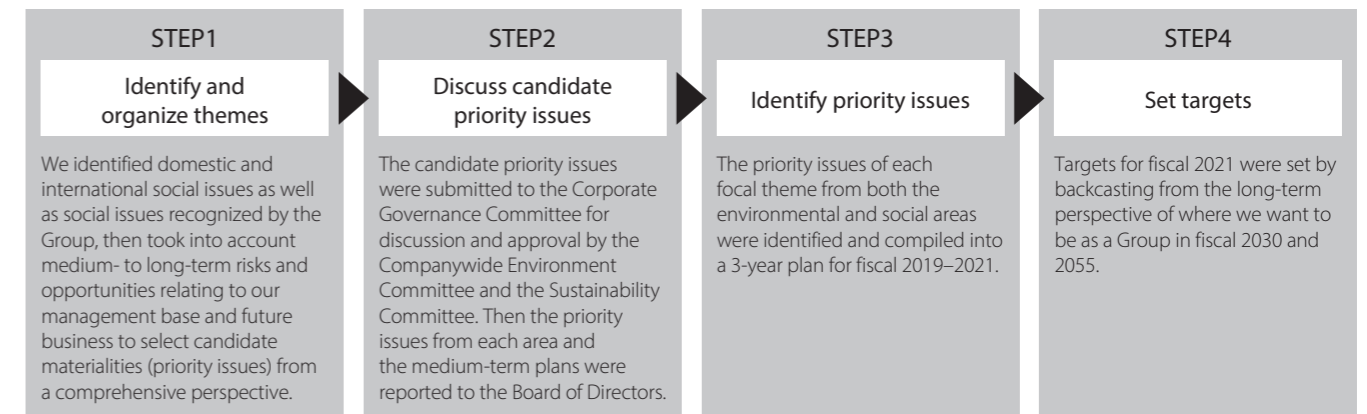 STEP1
Identify and
organize themes
We identified domestic and
international social issues as well
as social issues recognized by the
Group, then took into account
medium- to long-term risks and
opportunities relating to our
management base and future
business to select candidate
materialities (priority issues) from
a comprehensive perspective.
STEP2
Discuss candidate
priority issues
The candidate priority issues
were submitted to the Corporate
Governance Committee for
discussion and approval by the
Companywide Environment
Committee and the Sustainability
Committee. Then the priority
issues from each area and
the medium-term plans were
reported to the Board of Directors.
STEP3
Identify priority issues
The priority issues of each
focal theme from both the
environmental and social areas
were identified and compiled into
a 3-year plan for fiscal 2019–2021.
STEP4
Set targets
Targets for fiscal 2021 were set by
backcasting from the long-term
perspective of where we want to
be as a Group in fiscal 2030 and
2055.